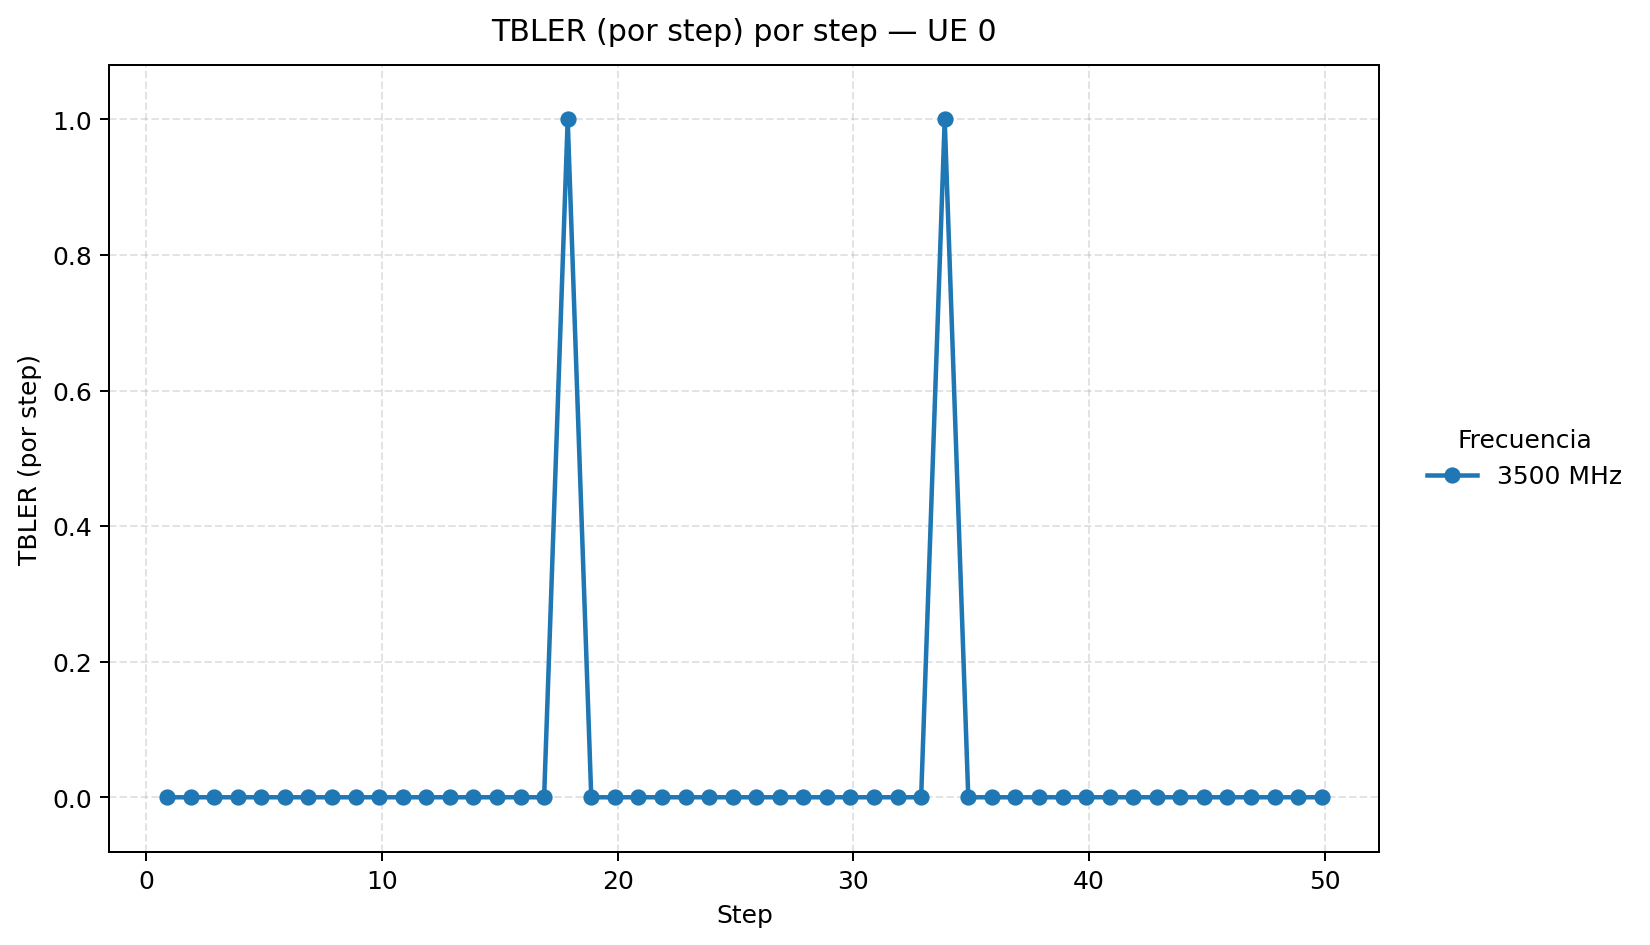 TBLER (por step) por step — UE 0
TBLER (por step)
1.0
0.8
0.6
0.4
0.2
0.0
0 10 20 30 40 50
Step
Frecuencia
3500 MHz